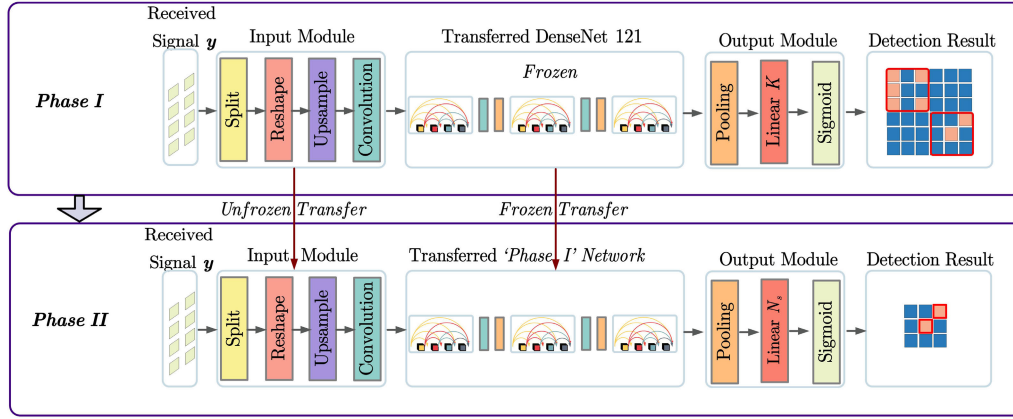 Received
Signal y
Input Module
Transferred DenseNet 121
Output Module
Detection Result
Phase I
Split
Reshape
Upsample
Convolution
Frozen
Pooling
Linear K
Sigmoid
Unfrozen Transfer
Frozen Transfer
Received
Signal y
Input Module
Transferred ‘Phase I’ Network
Output Module
Detection Result
Phase II
Split
Reshape
Upsample
Convolution
Pooling
Linear Nₛ
Sigmoid